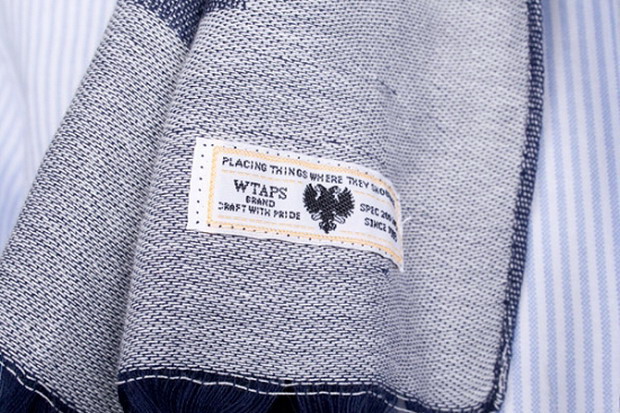 PLACING THINGS WHERE THEY
WTAPS
BRAND
CRAFT WITH PRIDE
SPEC
SINCE